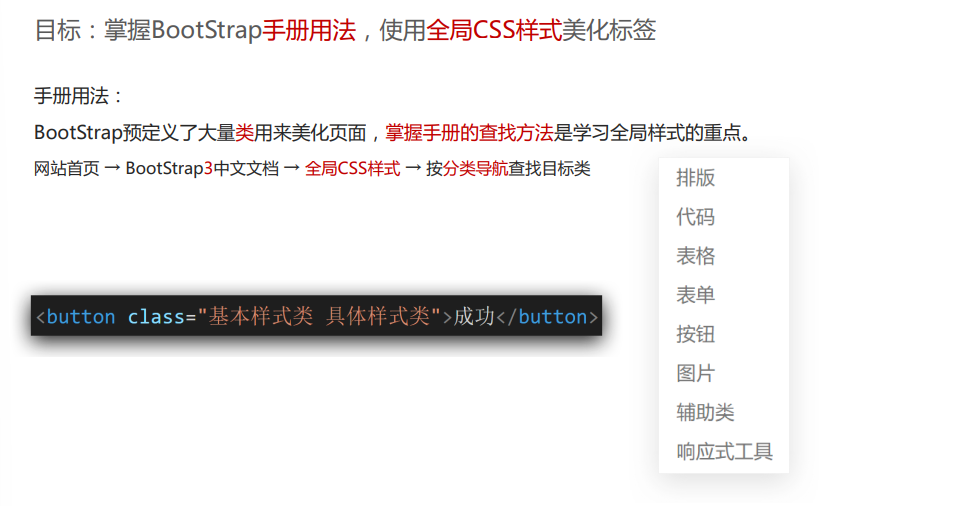 目标：掌握BootStrap手册用法，使用全局CSS样式美化标签
手册用法：
BootStrap预定义了大量类用来美化页面，掌握手册的查找方法是学习全局样式的重点。
网站首页 → BootStrap3中文文档 → 全局CSS样式 → 按分类导航查找目标类
<button class="基本样式类 具体样式类">成功</button>
排版
代码
表格
表单
按钮
图片
辅助类
响应式工具